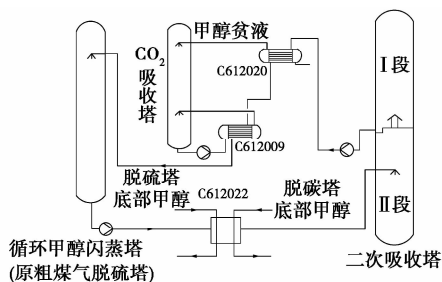 甲醇贫液
CO2
吸收塔
C612020
I段
C612009
脱硫塔
底部甲醇
C612022
脱碳塔
底部甲醇
II段
循环甲醇闪蒸塔
(原粗煤气脱硫塔)
二次吸收塔